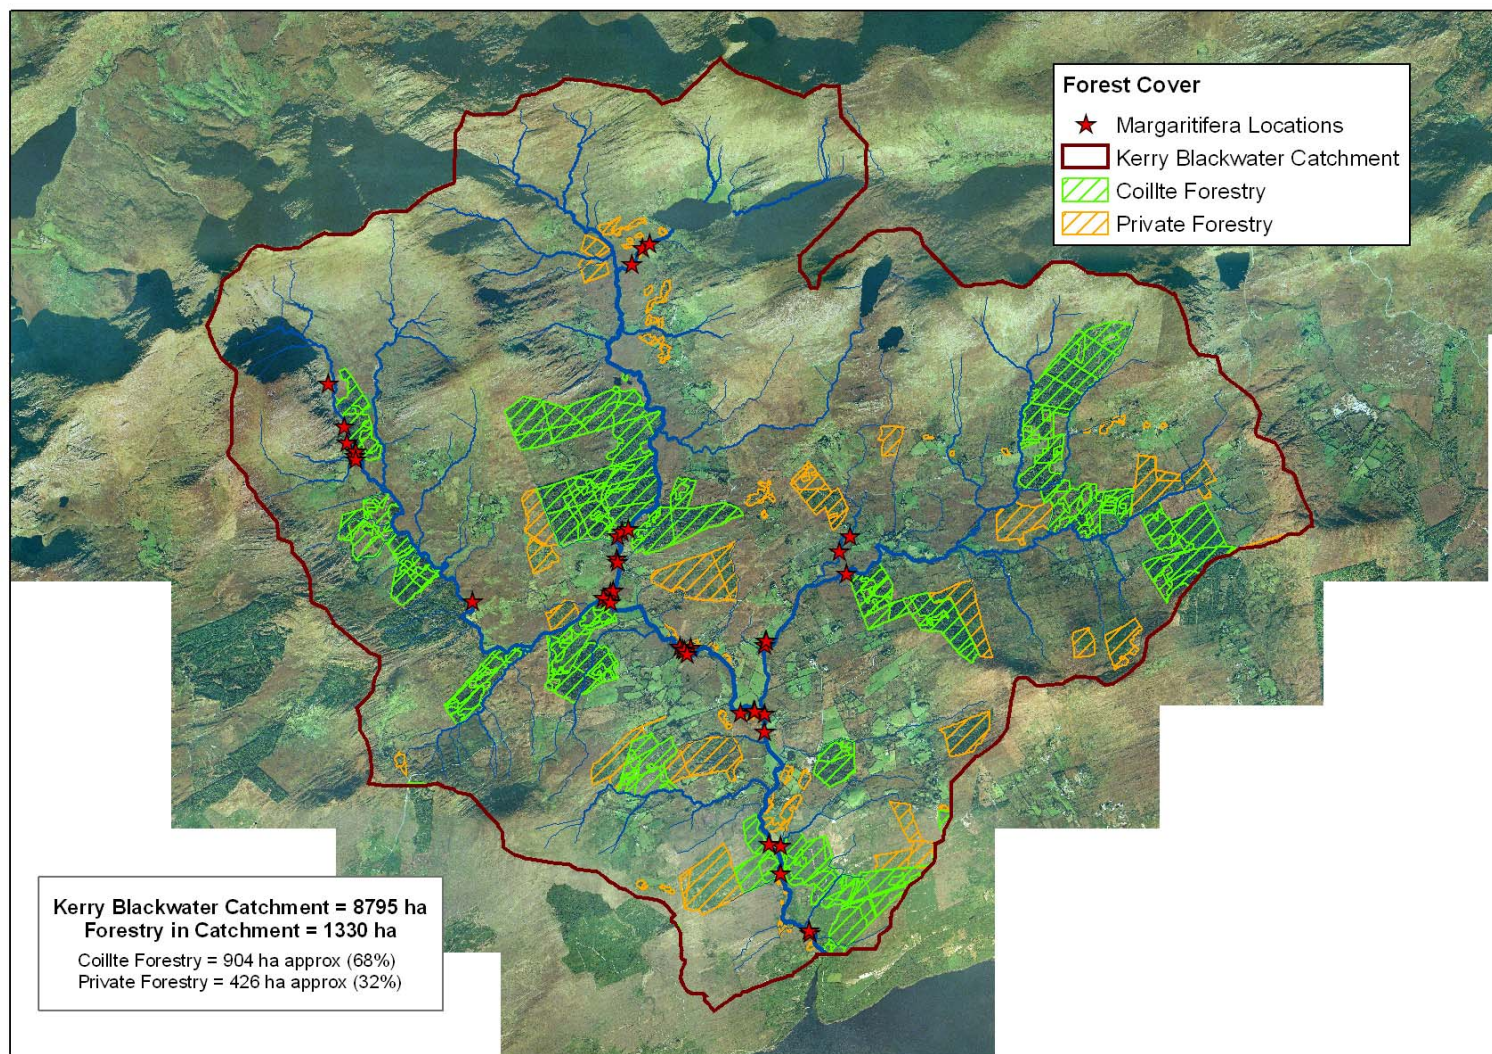 Forest Cover
Margaritifera Locations
Kerry Blackwater Catchment
Coillte Forestry
Private Forestry
Kerry Blackwater Catchment = 8795 ha
Forestry in Catchment = 1330 ha
Coillte Forestry = 904 ha approx (68%)
Private Forestry = 426 ha approx (32%)